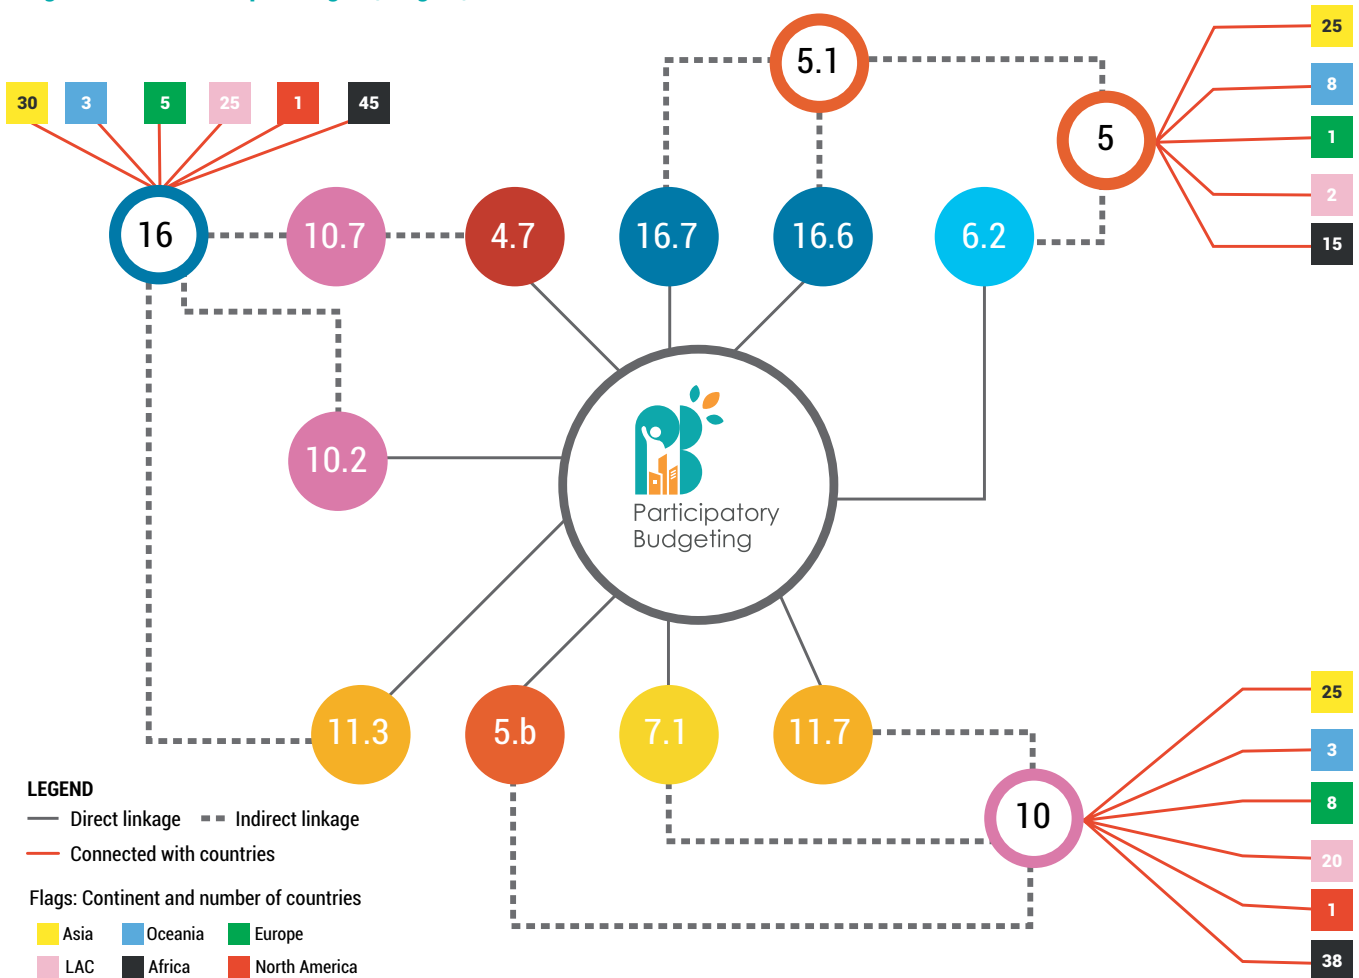 25
5.1
8
30 3 5 25 1 45
5
1
2
16 10.7 4.7 16.7 16.6 6.2
15
10.2
Participatory
Budgeting
25
11.3 5.b 7.1 11.7
3
LEGEND
8
Direct linkage Indirect linkage
10
Connected with countries
20
Flags: Continent and number of countries
1
Asia Oceania Europe
LAC Africa North America
38